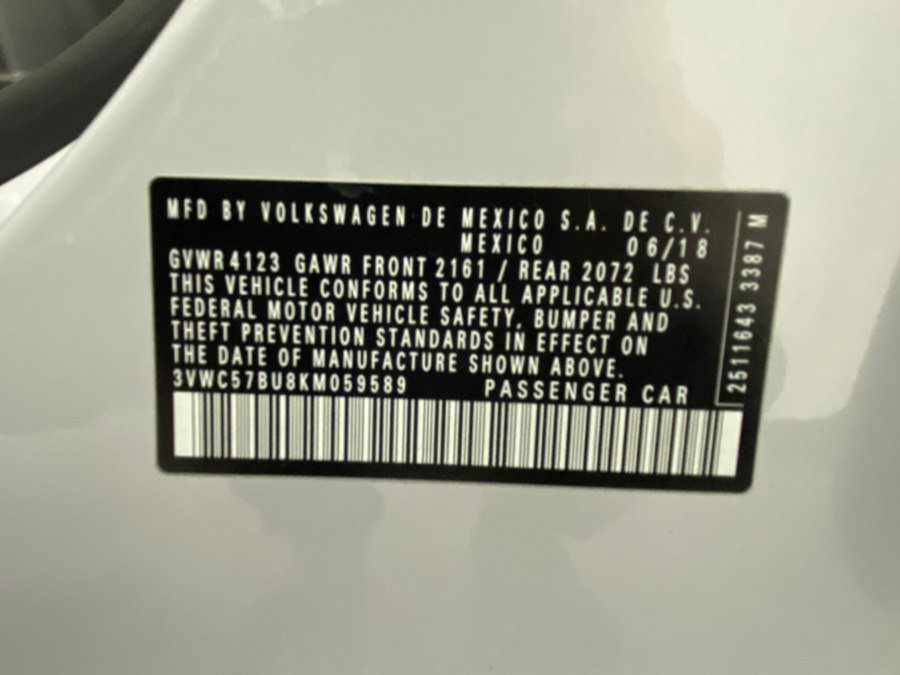 MFD BY VOLKSWAGEN DE MEXICO S.A. DE C.V.
MEXICO 06/18
GVWR 4123 GAWR FRONT 2161 / REAR 2072 LBS
THIS VEHICLE CONFORMS TO ALL APPLICABLE U.S.
FEDERAL MOTOR VEHICLE SAFETY, BUMPER AND
THEFT PREVENTION STANDARDS IN EFFECT ON
THE DATE OF MANUFACTURE SHOWN ABOVE.
3VWC57BU8KM059589 PASSENGER CAR
2511643 3387 M